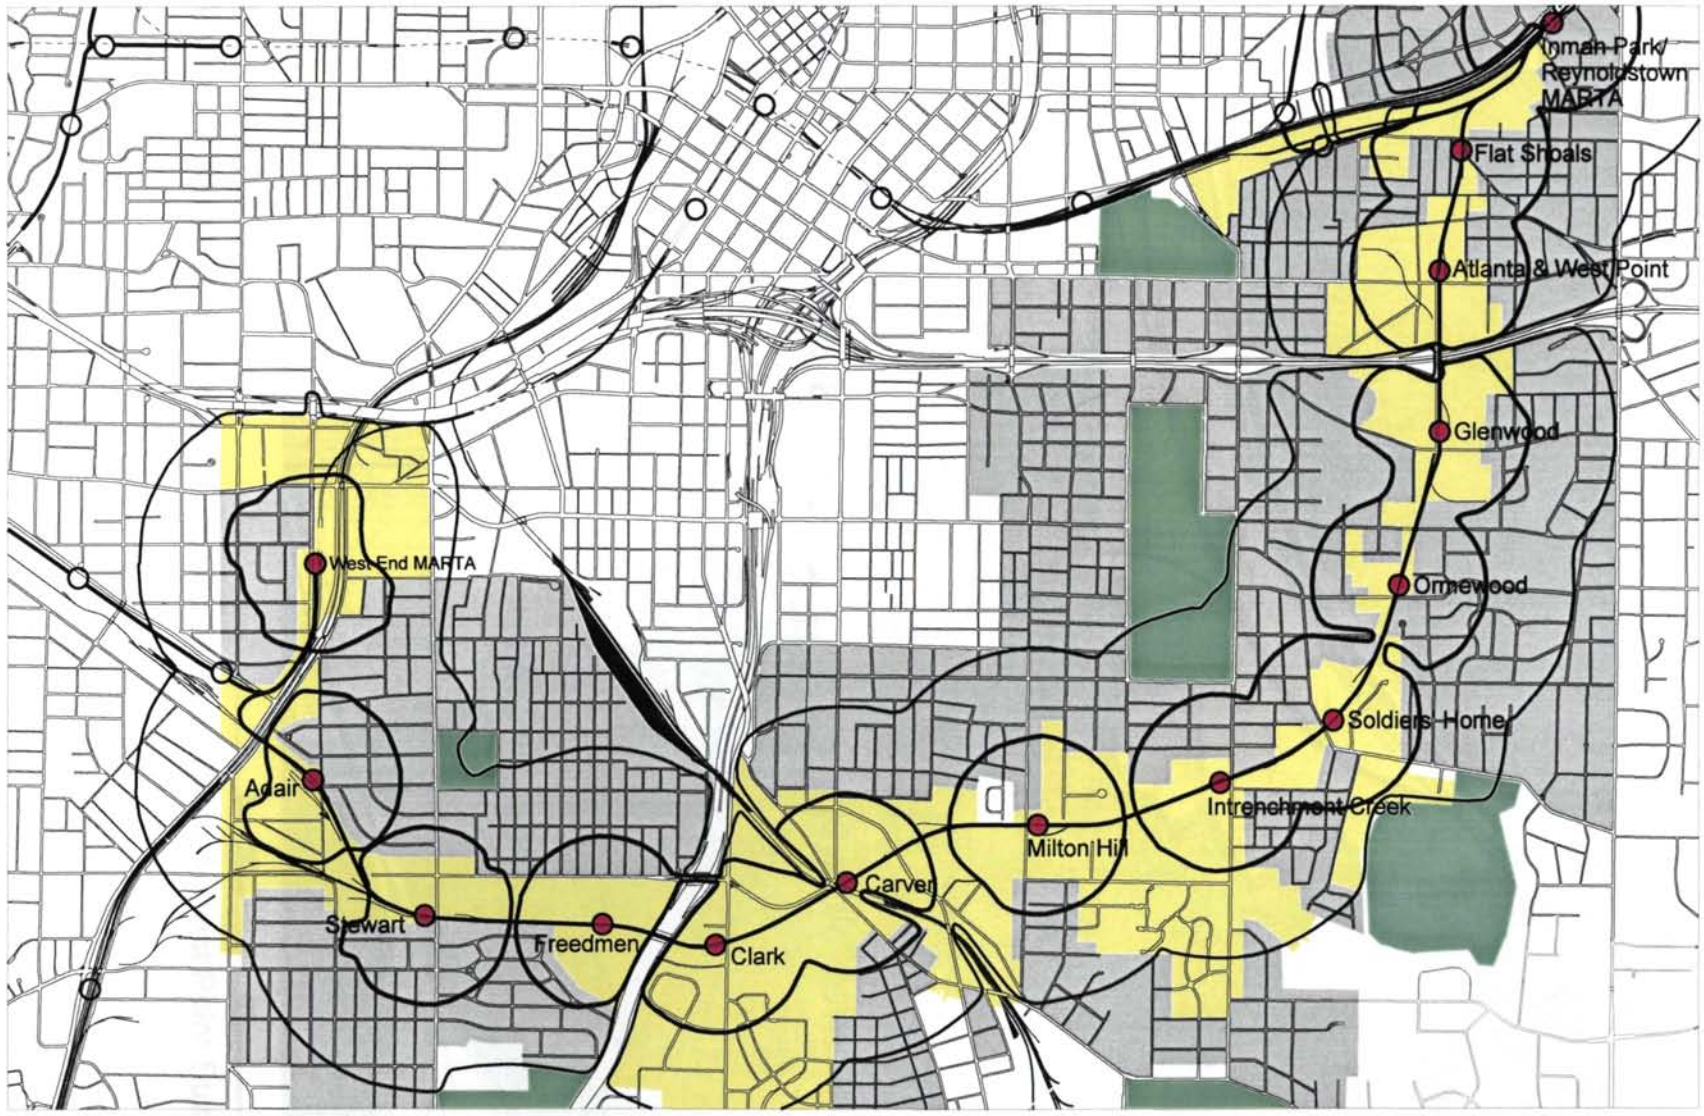 Inman Park/
Reynoldstown
MARTA
Flat Shoals
Atlanta & West Point
Glenwood
West End MARTA
Ormewood
Soldiers' Home
Adair
Intrenchment Creek
Milton Hill
Carver
Stewart
Freedmen
Clark